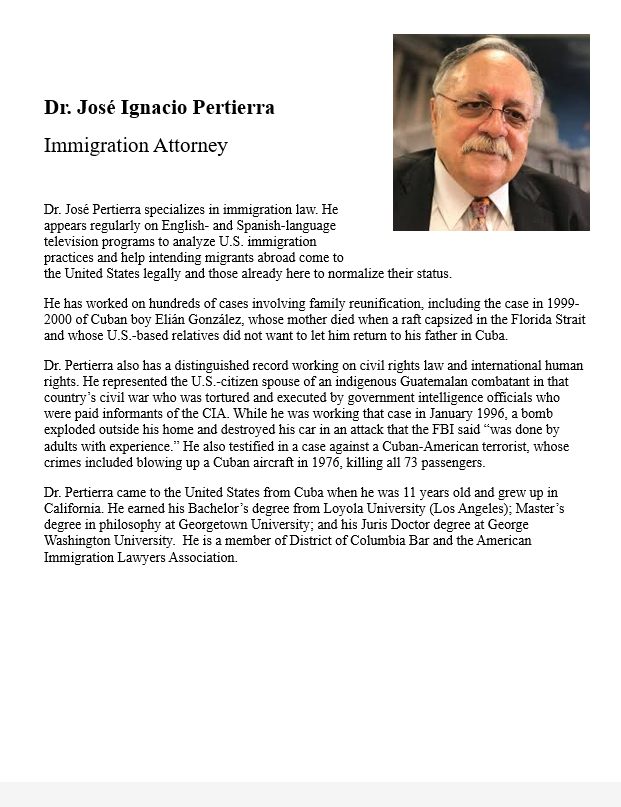 Dr. José Ignacio Pertierra
Immigration Attorney
Dr. José Pertierra specializes in immigration law. He
appears regularly on English- and Spanish-language
television programs to analyze U.S. immigration
practices and help intending migrants abroad come to
the United States legally and those already here to normalize their status.
He has worked on hundreds of cases involving family reunification, including the case in 1999-
2000 of Cuban boy Elián González, whose mother died when a raft capsized in the Florida Strait
and whose U.S.-based relatives did not want to let him return to his father in Cuba.
Dr. Pertierra also has a distinguished record working on civil rights law and international human
rights. He represented the U.S.-citizen spouse of an indigenous Guatemalan combatant in that
country’s civil war who was tortured and executed by government intelligence officials who
were paid informants of the CIA. While he was working that case in January 1996, a bomb
exploded outside his home and destroyed his car in an attack that the FBI said “was done by
adults with experience.” He also testified in a case against a Cuban-American terrorist, whose
crimes included blowing up a Cuban aircraft in 1976, killing all 73 passengers.
Dr. Pertierra came to the United States from Cuba when he was 11 years old and grew up in
California. He earned his Bachelor’s degree from Loyola University (Los Angeles); Master’s
degree in philosophy at Georgetown University; and his Juris Doctor degree at George
Washington University.  He is a member of District of Columbia Bar and the American
Immigration Lawyers Association.